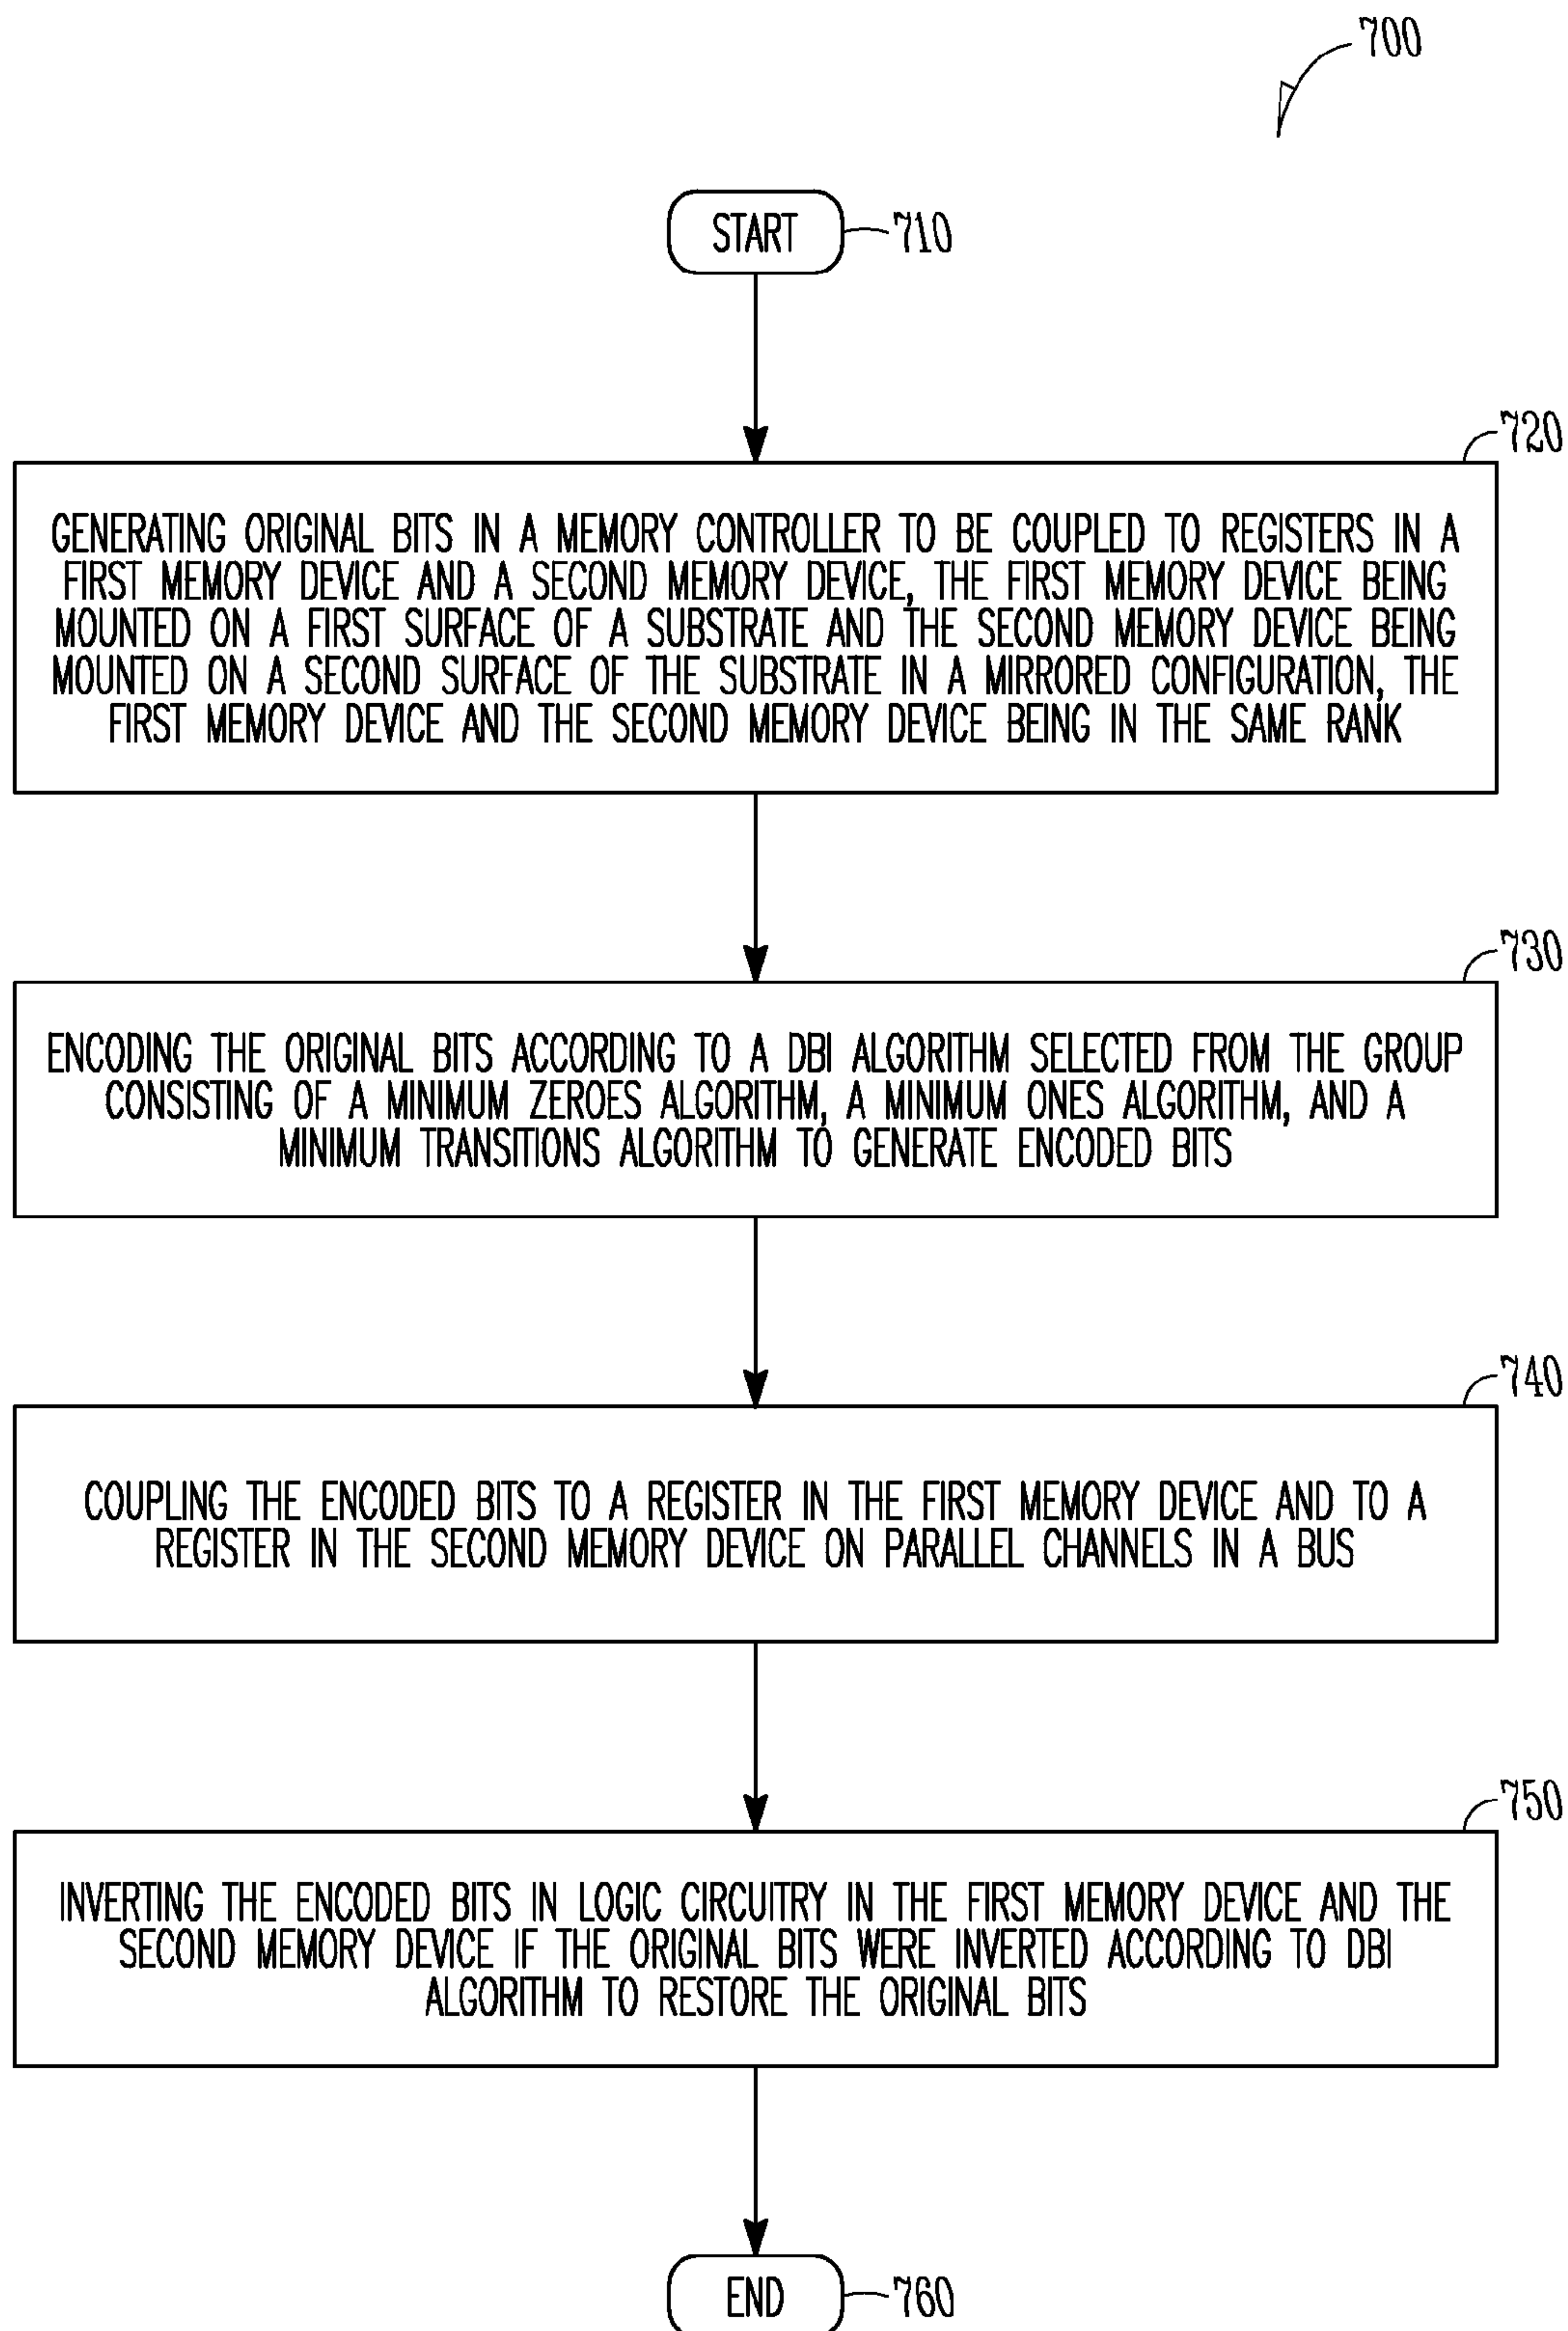 700
START
710
720
GENERATING ORIGINAL BITS IN A MEMORY CONTROLLER TO BE COUPLED TO REGISTERS IN A
FIRST MEMORY DEVICE AND A SECOND MEMORY DEVICE, THE FIRST MEMORY DEVICE BEING
MOUNTED ON A FIRST SURFACE OF A SUBSTRATE AND THE SECOND MEMORY DEVICE BEING
MOUNTED ON A SECOND SURFACE OF THE SUBSTRATE IN A MIRRORED CONFIGURATION, THE
FIRST MEMORY DEVICE AND THE SECOND MEMORY DEVICE BEING IN THE SAME RANK
730
ENCODING THE ORIGINAL BITS ACCORDING TO A DBI ALGORITHM SELECTED FROM THE GROUP
CONSISTING OF A MINIMUM ZEROES ALGORITHM, A MINIMUM ONES ALGORITHM, AND A
MINIMUM TRANSITIONS ALGORITHM TO GENERATE ENCODED BITS
740
COUPLING THE ENCODED BITS TO A REGISTER IN THE FIRST MEMORY DEVICE AND TO A
REGISTER IN THE SECOND MEMORY DEVICE ON PARALLEL CHANNELS IN A BUS
750
INVERTING THE ENCODED BITS IN LOGIC CIRCUITRY IN THE FIRST MEMORY DEVICE AND THE
SECOND MEMORY DEVICE IF THE ORIGINAL BITS WERE INVERTED ACCORDING TO DBI
ALGORITHM TO RESTORE THE ORIGINAL BITS
END
760